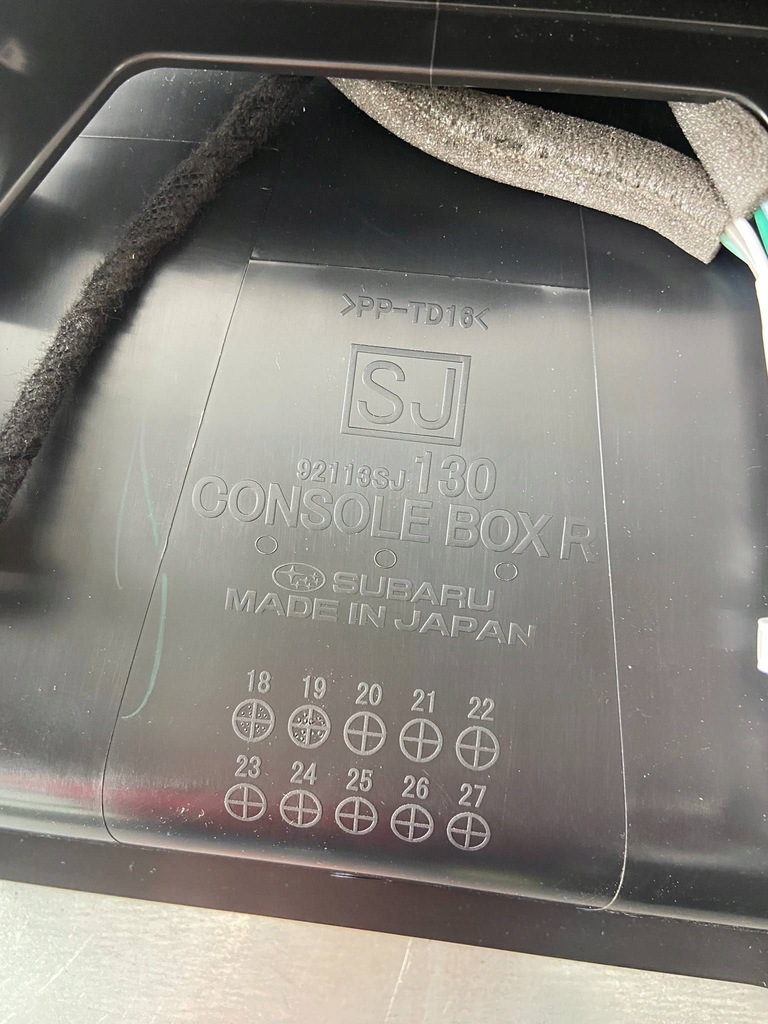 >PP-TD16<
SJ
92113SJ130
CONSOLE BOX R
SUBARU
MADE IN JAPAN
18 19 20 21 22
23 24 25 26 27